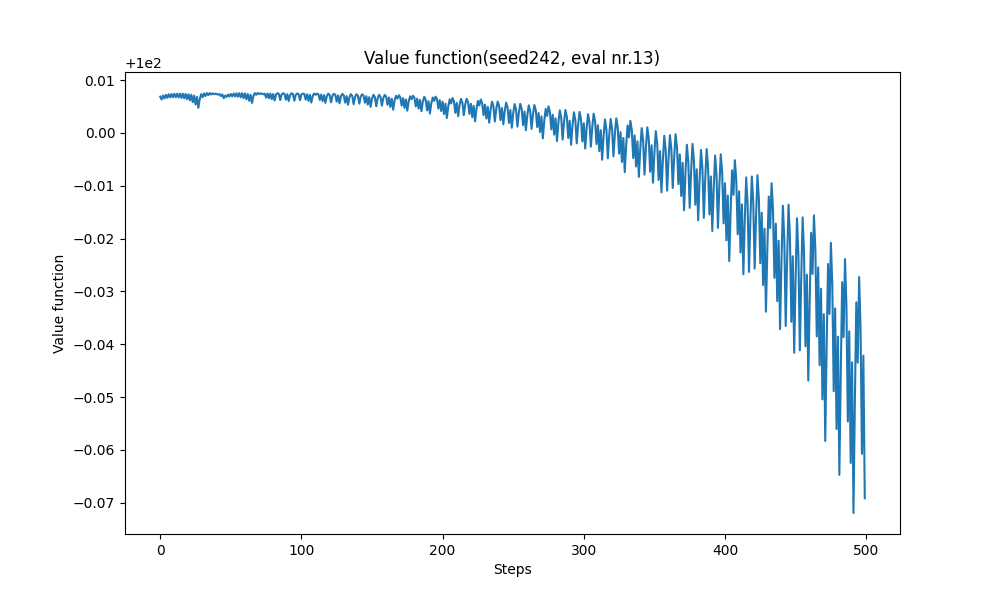 Value function(seed242, eval nr.13)
+1e2
0.01
0.00
−0.01
−0.02
−0.03
−0.04
−0.05
−0.06
−0.07
Value function
0 100 200 300 400 500
Steps